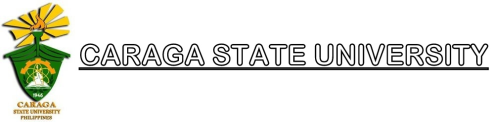 CARAGA STATE UNIVERSITY
1946
CARAGA
STATE UNIVERSITY
PHILIPPINES